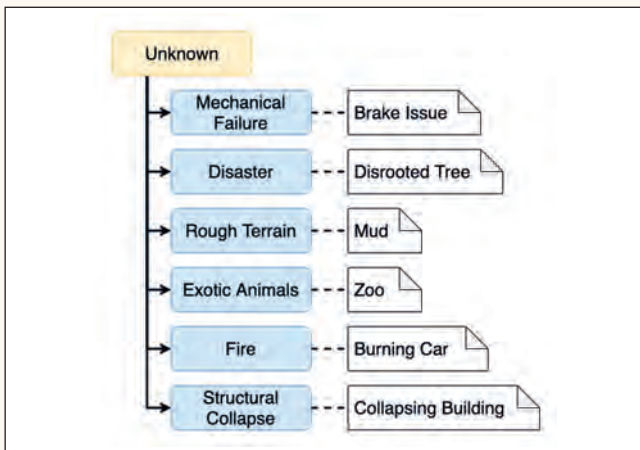 Unknown
Mechanical
Failure
Brake Issue
Disaster
Disrooted Tree
Rough Terrain
Mud
Exotic Animals
Zoo
Fire
Burning Car
Structural
Collapse
Collapsing Building